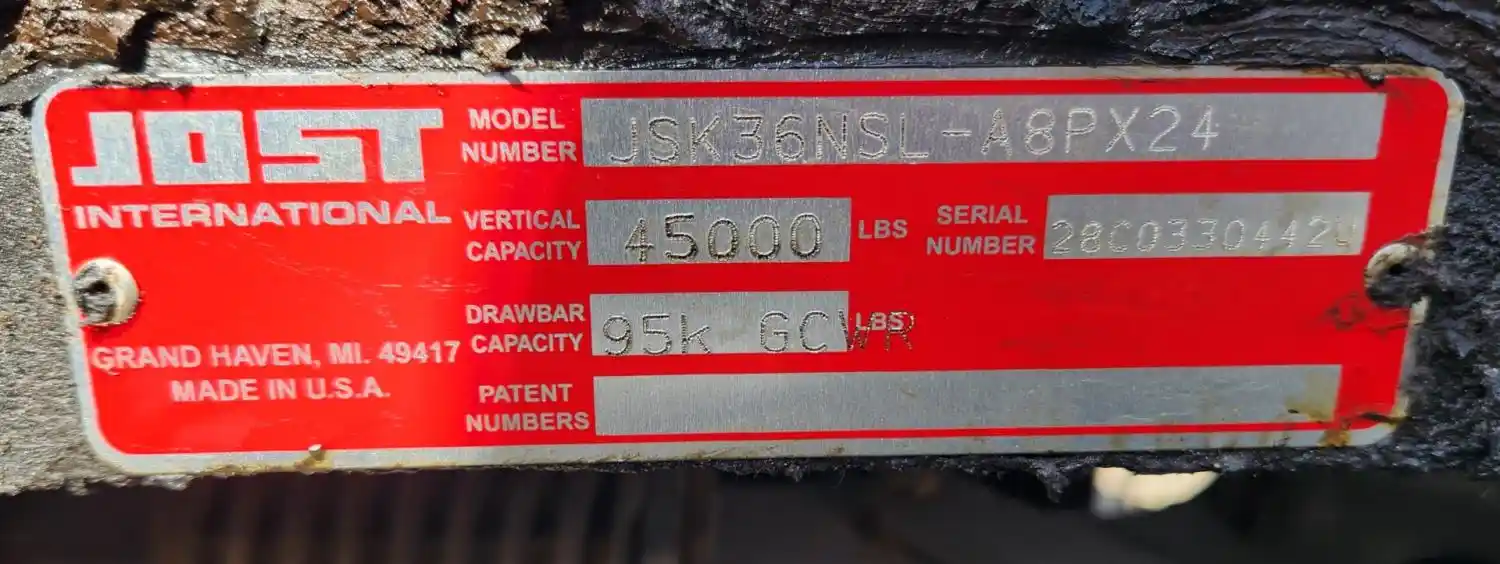 JOST
INTERNATIONAL
GRAND HAVEN, MI. 49417
MADE IN U.S.A.
MODEL NUMBER JSK36NSL-A8PX24
VERTICAL CAPACITY 45000 LBS
SERIAL NUMBER 28C0330442U
DRAWBAR CAPACITY 95k GCWR LBS
PATENT NUMBERS